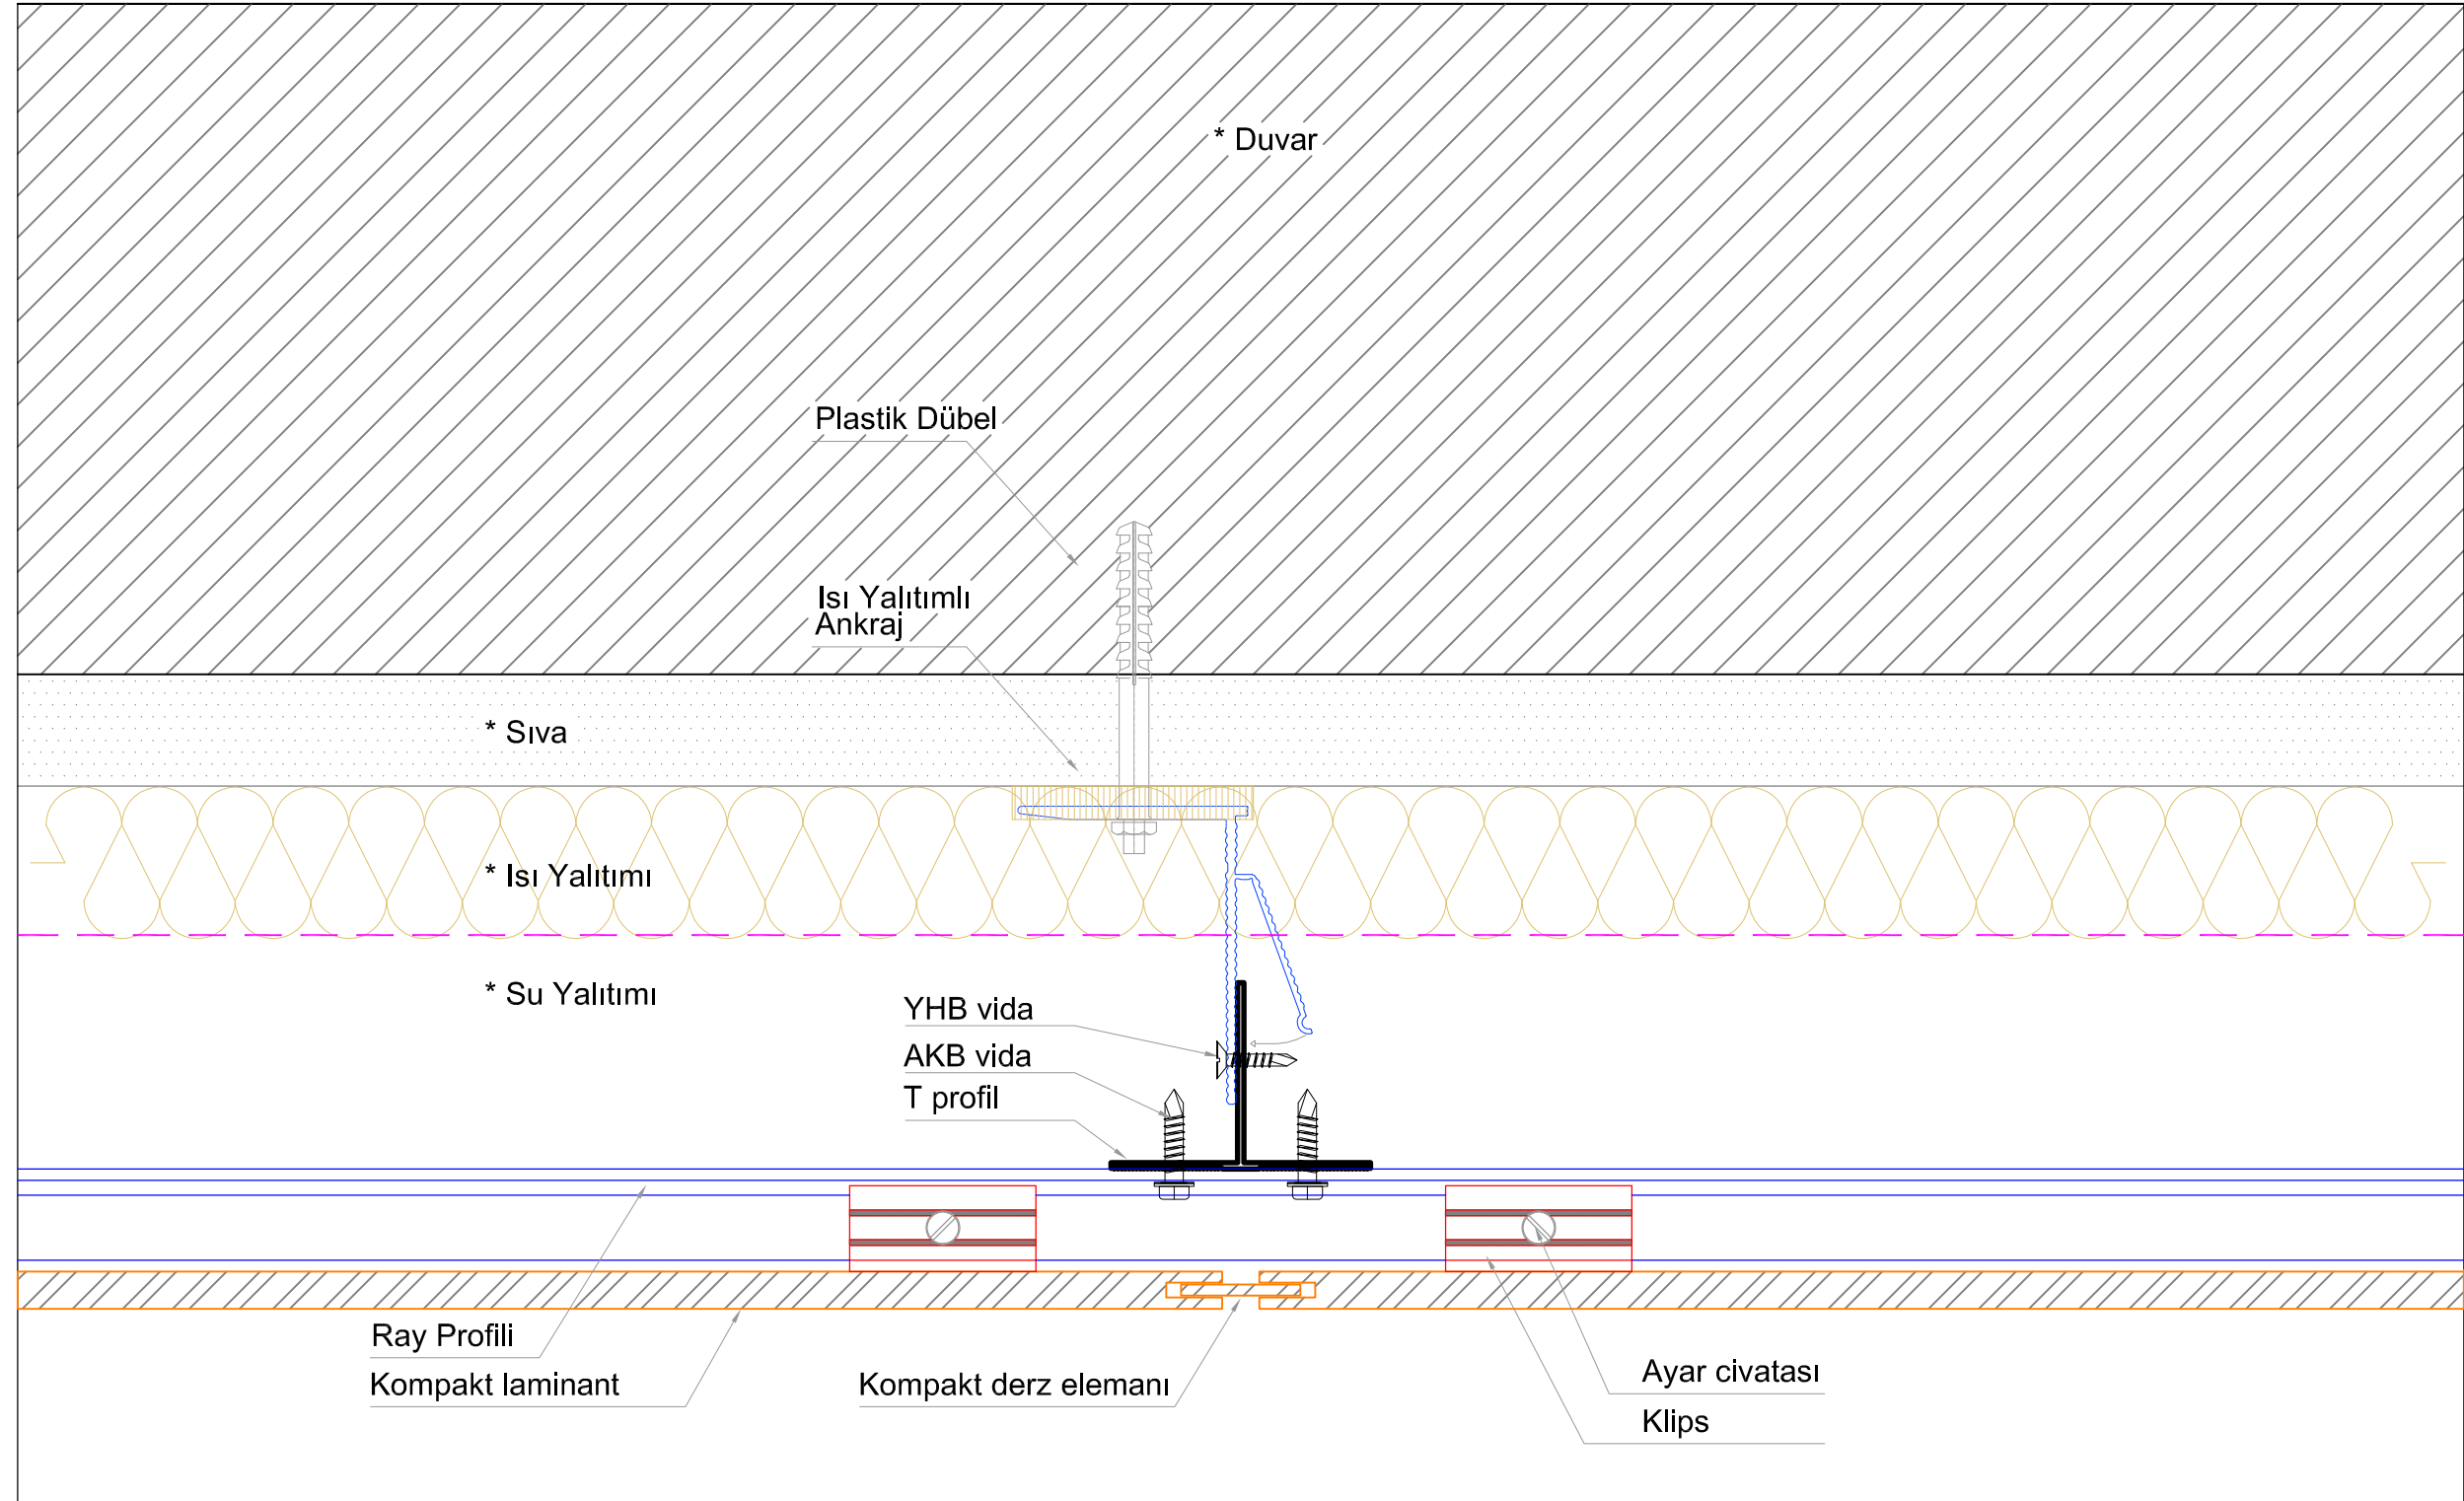 * Duvar
Plastik Dübel
Isı Yalıtımlı
Ankraj
* Sıva
* Isı Yalıtımı
* Su Yalıtımı
YHB vida
AKB vida
T profil
Ray Profili
Kompakt laminant
Kompakt derz elemanı
Ayar civatası
Klips